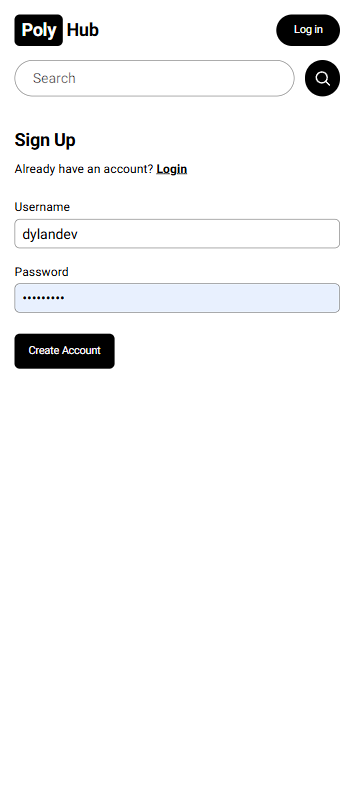 Poly Hub
Log in
Search
Sign Up
Already have an account? Login
Username
dylandev
Password
•••••••••
Create Account